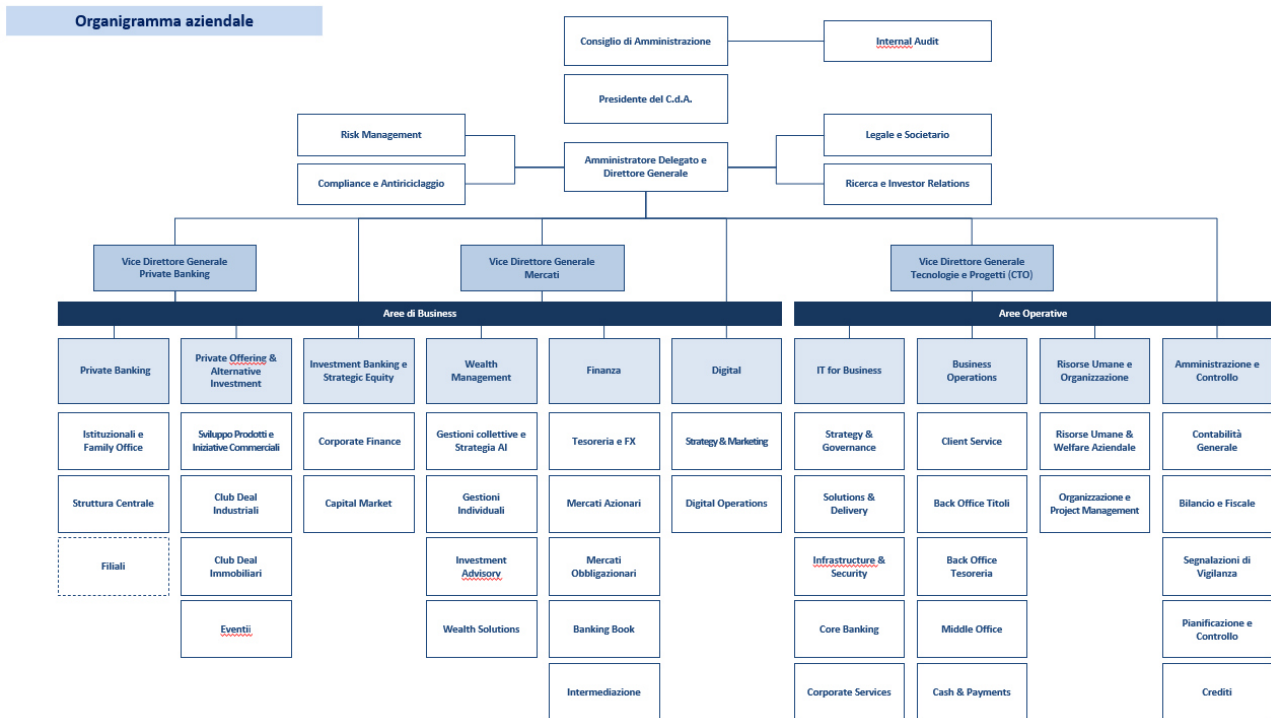 Organigramma aziendale
Consiglio di Amministrazione
Internal Audit
Presidente del C.d.A.
Risk Management
Legale e Societario
Amministratore Delegato e
Direttore Generale
Compliance e Antiriciclaggio
Ricerca e Investor Relations
Vice Direttore Generale
Private Banking
Vice Direttore Generale
Mercati
Vice Direttore Generale
Tecnologie e Progetti (CTO)
Aree di Business
Aree Operative
Private Banking
Private Offering &
Alternative
Investment
Investment Banking e
Strategic Equity
Wealth
Management
Finanza
Digital
IT for Business
Business
Operations
Risorse Umane e
Organizzazione
Amministrazione e
Controllo
Istituzionali e
Family Office
Sviluppo Prodotti e
Iniziative Commerciali
Corporate Finance
Gestioni collettive e
Strategia AI
Tesoreria e FX
Strategy & Marketing
Strategy &
Governance
Client Service
Risorse Umane &
Welfare Aziendale
Contabilità
Generale
Struttura Centrale
Club Deal
Industriali
Capital Market
Gestioni
Individuali
Mercati Azionari
Digital Operations
Solutions &
Delivery
Back Office Titoli
Organizzazione e
Project Management
Bilancio e Fiscale
Filiali
Club Deal
Immobiliari
Investment
Advisory
Mercati
Obbligazionari
Infrastructure &
Security
Back Office
Tesoreria
Segnalazioni di
Vigilanza
Eventii
Wealth Solutions
Banking Book
Core Banking
Middle Office
Pianificazione e
Controllo
Intermediazione
Corporate Services
Cash & Payments
Crediti